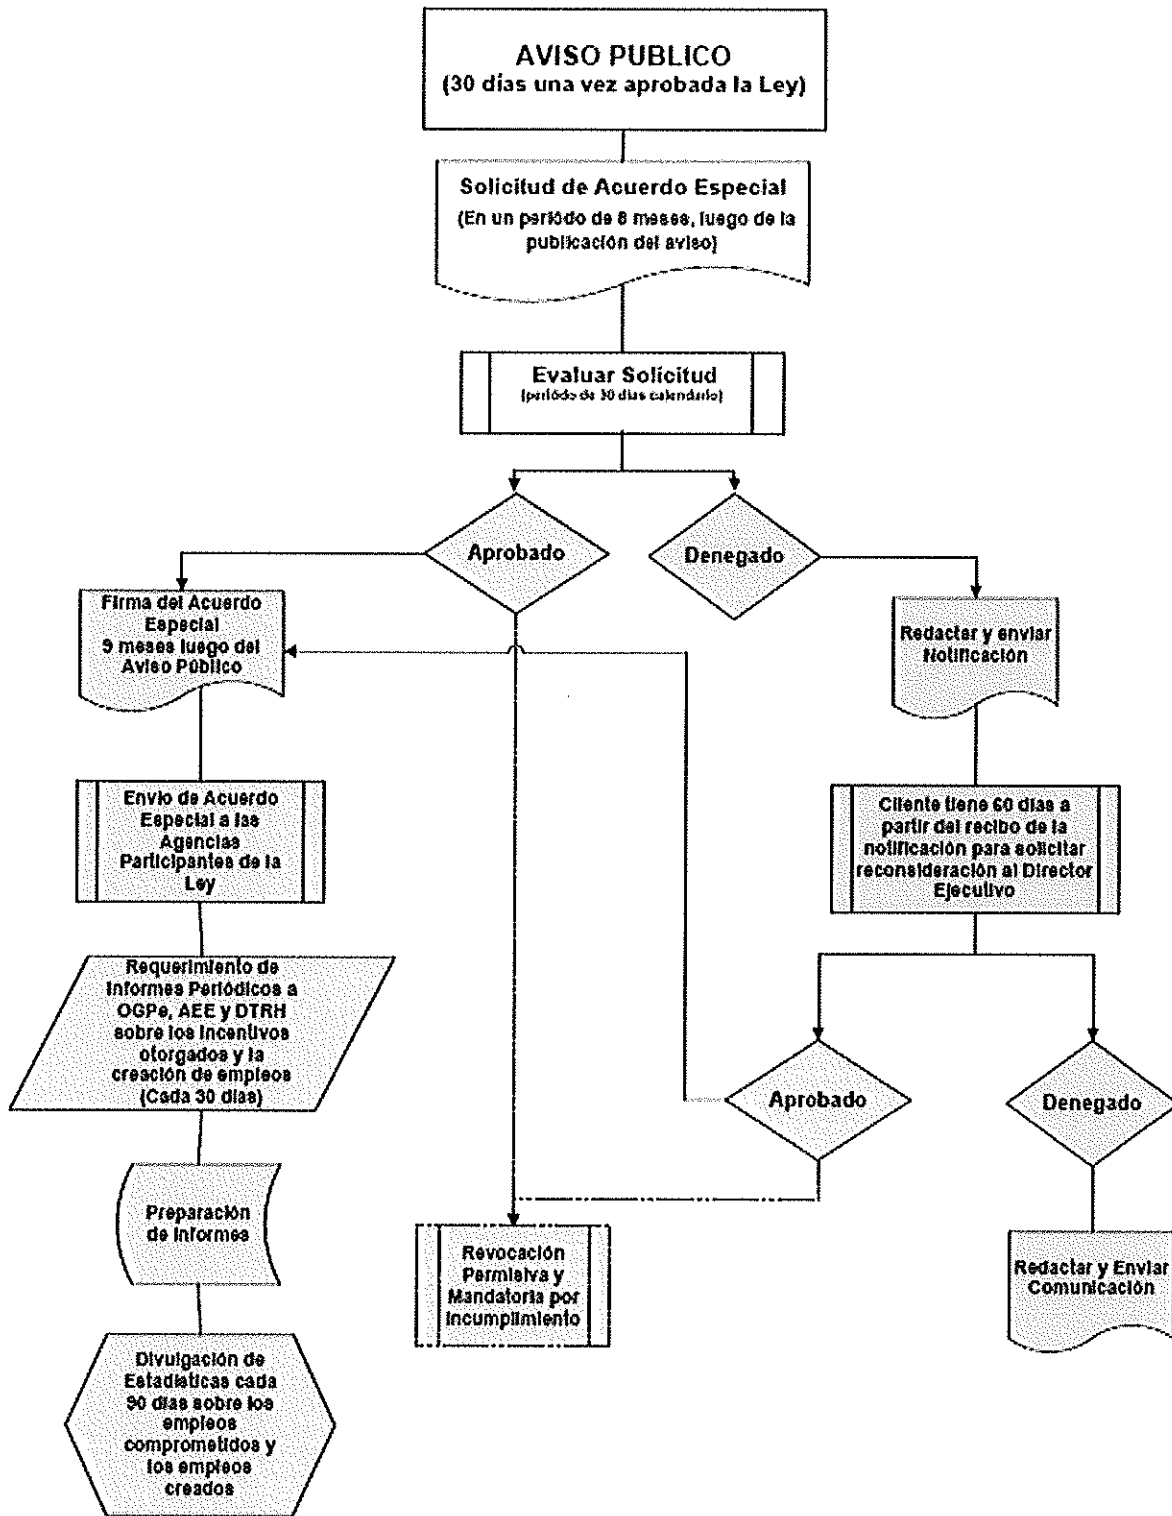 AVISO PUBLICO
(30 días una vez aprobada la Ley)
Solicitud de Acuerdo Especial
(En un periódo de 8 meses, luego de la
publicación del aviso)
Evaluar Solicitud
(periódo de 30 días calendario)
Aprobado
Denegado
Firma del Acuerdo
Especial
9 meses luego del
Aviso Público
Redactar y enviar
Notificación
Envio de Acuerdo
Especial a las
Agencias
Participantes de la
Ley
Cliente tiene 60 días a
partir del recibo de la
notificación para solicitar
reconsideración al Director
Ejecutivo
Requerimiento de
Informes Periódicos a
OGPe, AEE y DTRH
sobre los incentivos
otorgados y la
creación de empleos
(Cada 30 días)
Aprobado
Denegado
Preparación
de Informes
Revocación
Permisiva y
Mandatoria por
Incumplimiento
Redactar y Enviar
Comunicación
Divulgación de
Estadísticas cada
90 días sobre los
empleos
comprometidos y
los empleos
creados